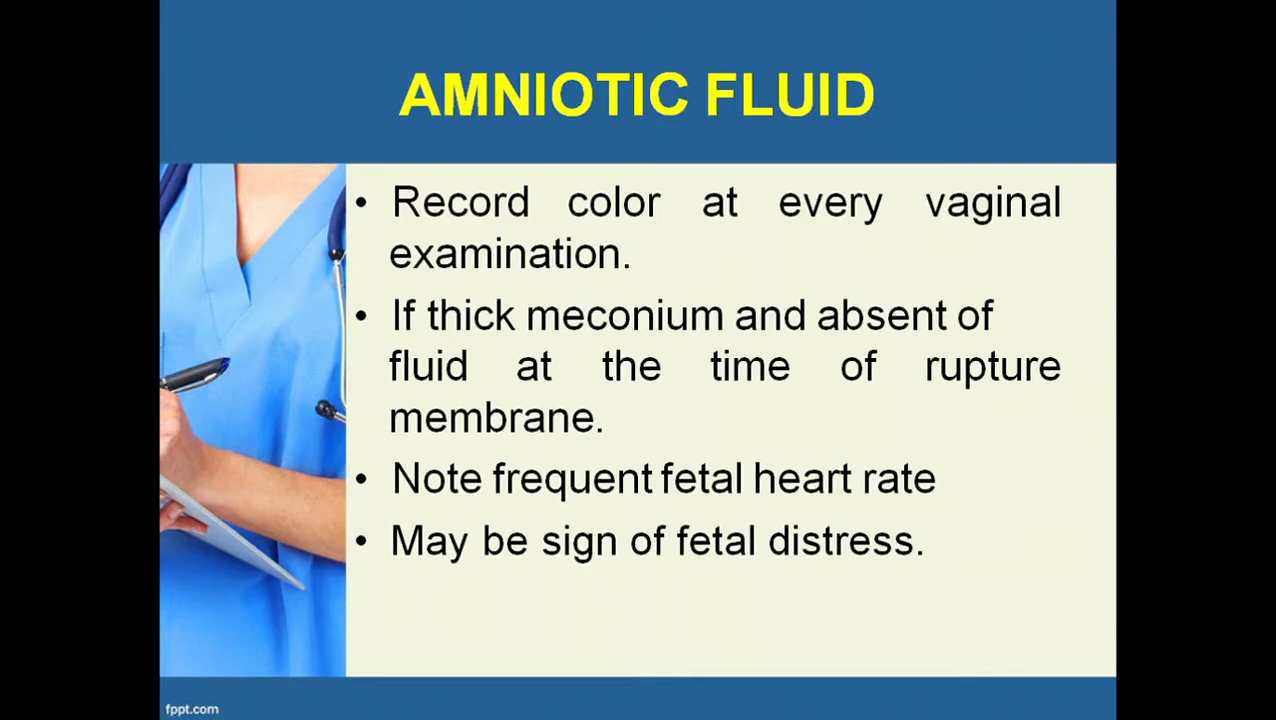 AMNIOTIC FLUID
• Record color at every vaginal
examination.
• If thick meconium and absent of
fluid at the time of rupture
membrane.
• Note frequent fetal heart rate
• May be sign of fetal distress.
fppt.com